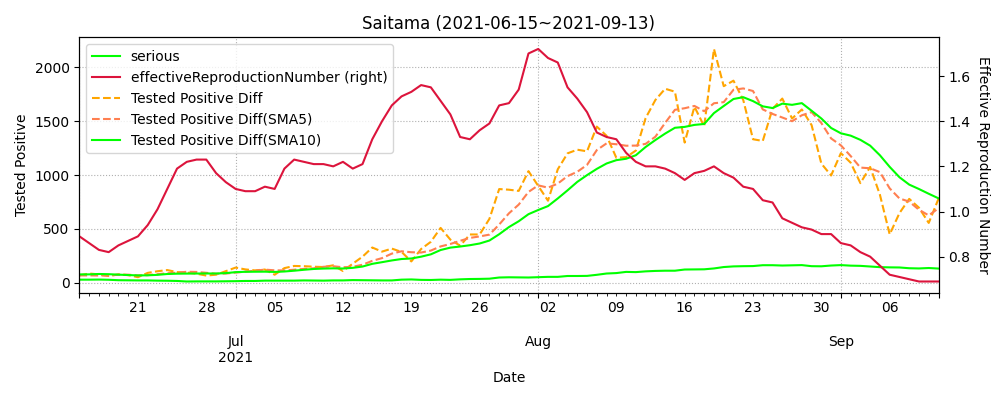 Saitama (2021-06-15~2021-09-13)
serious
effectiveReproductionNumber (right)
Tested Positive Diff
Tested Positive Diff(SMA5)
Tested Positive Diff(SMA10)
Tested Positive
2000
1500
1000
500
0
Effective Reproduction Number
1.6
1.4
1.2
1.0
0.8
21 28 05 12 19 26 02 09 16 23 30 06
Jul Aug Sep
2021
Date